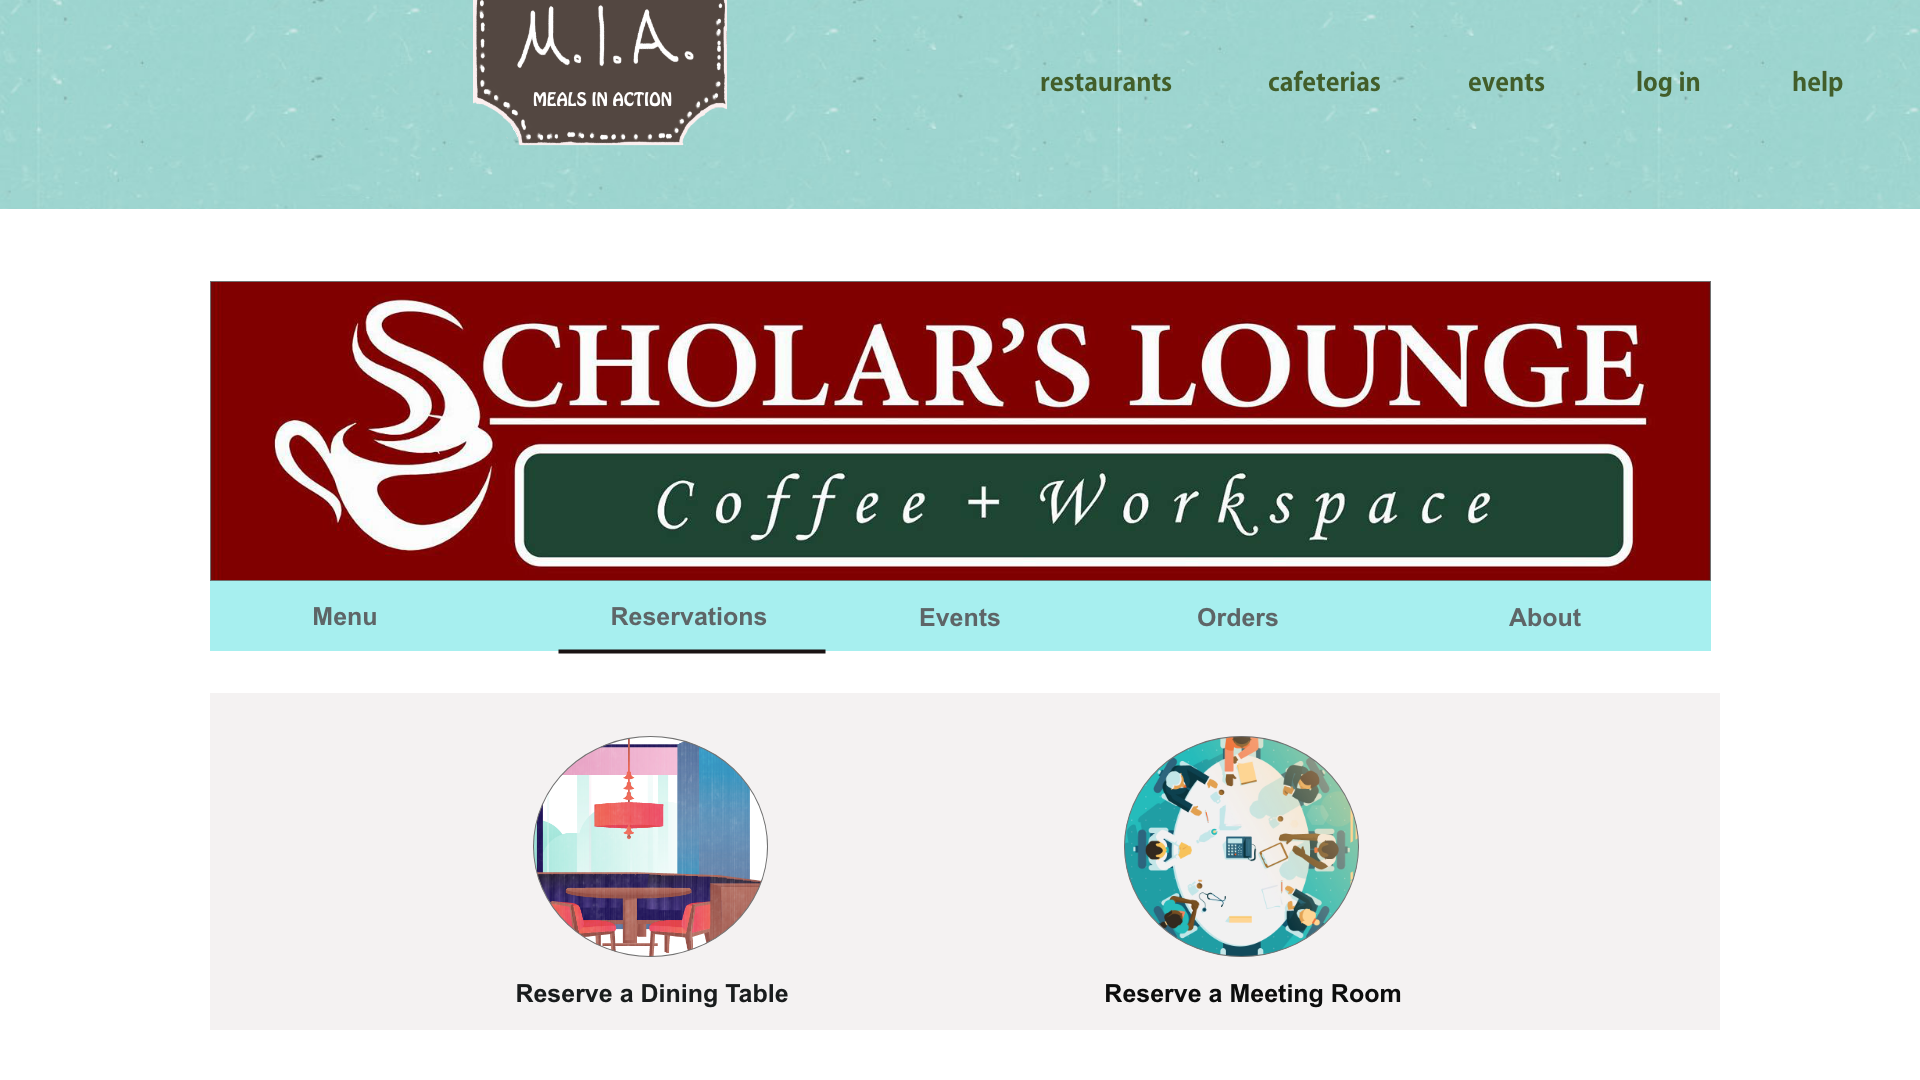 M.I.A.
MEALS IN ACTION
restaurants cafeterias events log in help
SCHOLAR'S LOUNGE
Coffee + Workspace
Menu Reservations Events Orders About
Reserve a Dining Table Reserve a Meeting Room